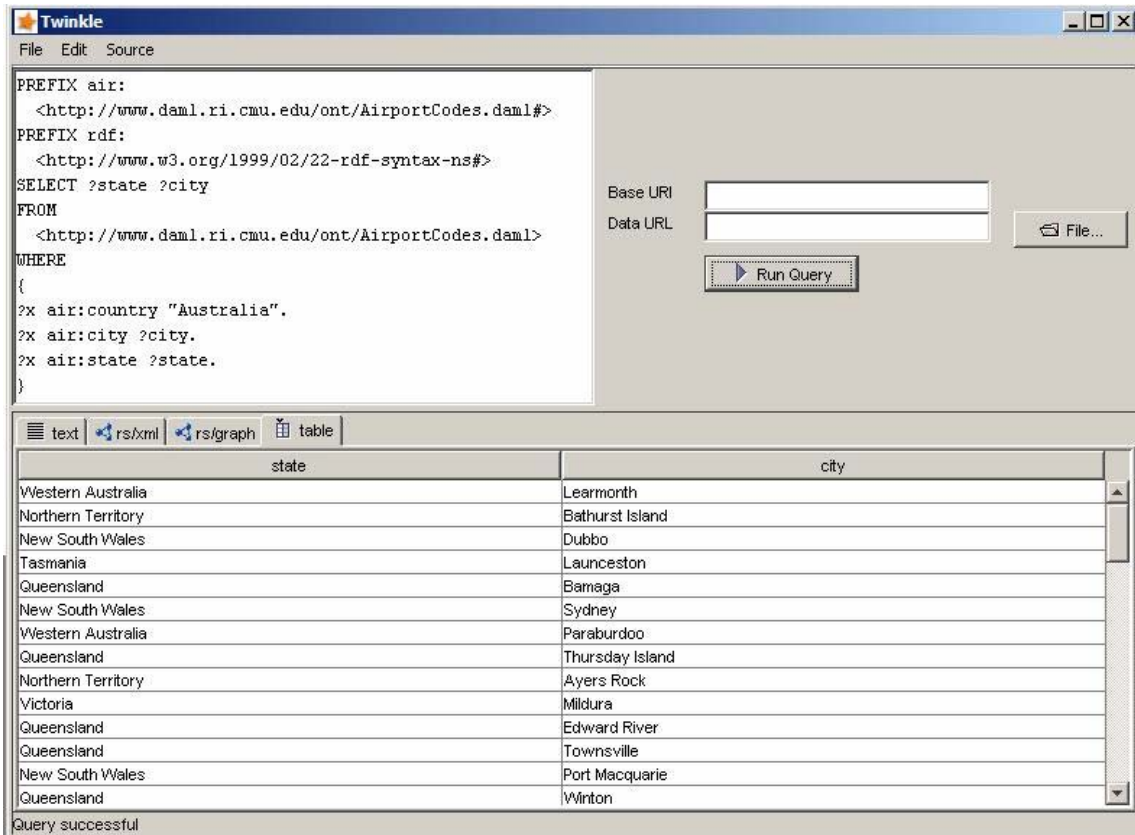 Twinkle
File Edit Source
PREFIX air:
<http://www.daml.ri.cmu.edu/ont/AirportCodes.daml#>
PREFIX rdf:
<http://www.w3.org/1999/02/22-rdf-syntax-ns#>
SELECT ?state ?city
FROM
<http://www.daml.ri.cmu.edu/ont/AirportCodes.daml>
WHERE
{
?x air:country "Australia".
?x air:city ?city.
?x air:state ?state.
}
Base URI
Data URL
File...
Run Query
text rs/xml rs/graph table
state city
Western Australia Learmonth
Northern Territory Bathurst Island
New South Wales Dubbo
Tasmania Launceston
Queensland Bamaga
New South Wales Sydney
Western Australia Paraburdoo
Queensland Thursday Island
Northern Territory Ayers Rock
Victoria Mildura
Queensland Edward River
Queensland Townsville
New South Wales Port Macquarie
Queensland Winton
Query successful